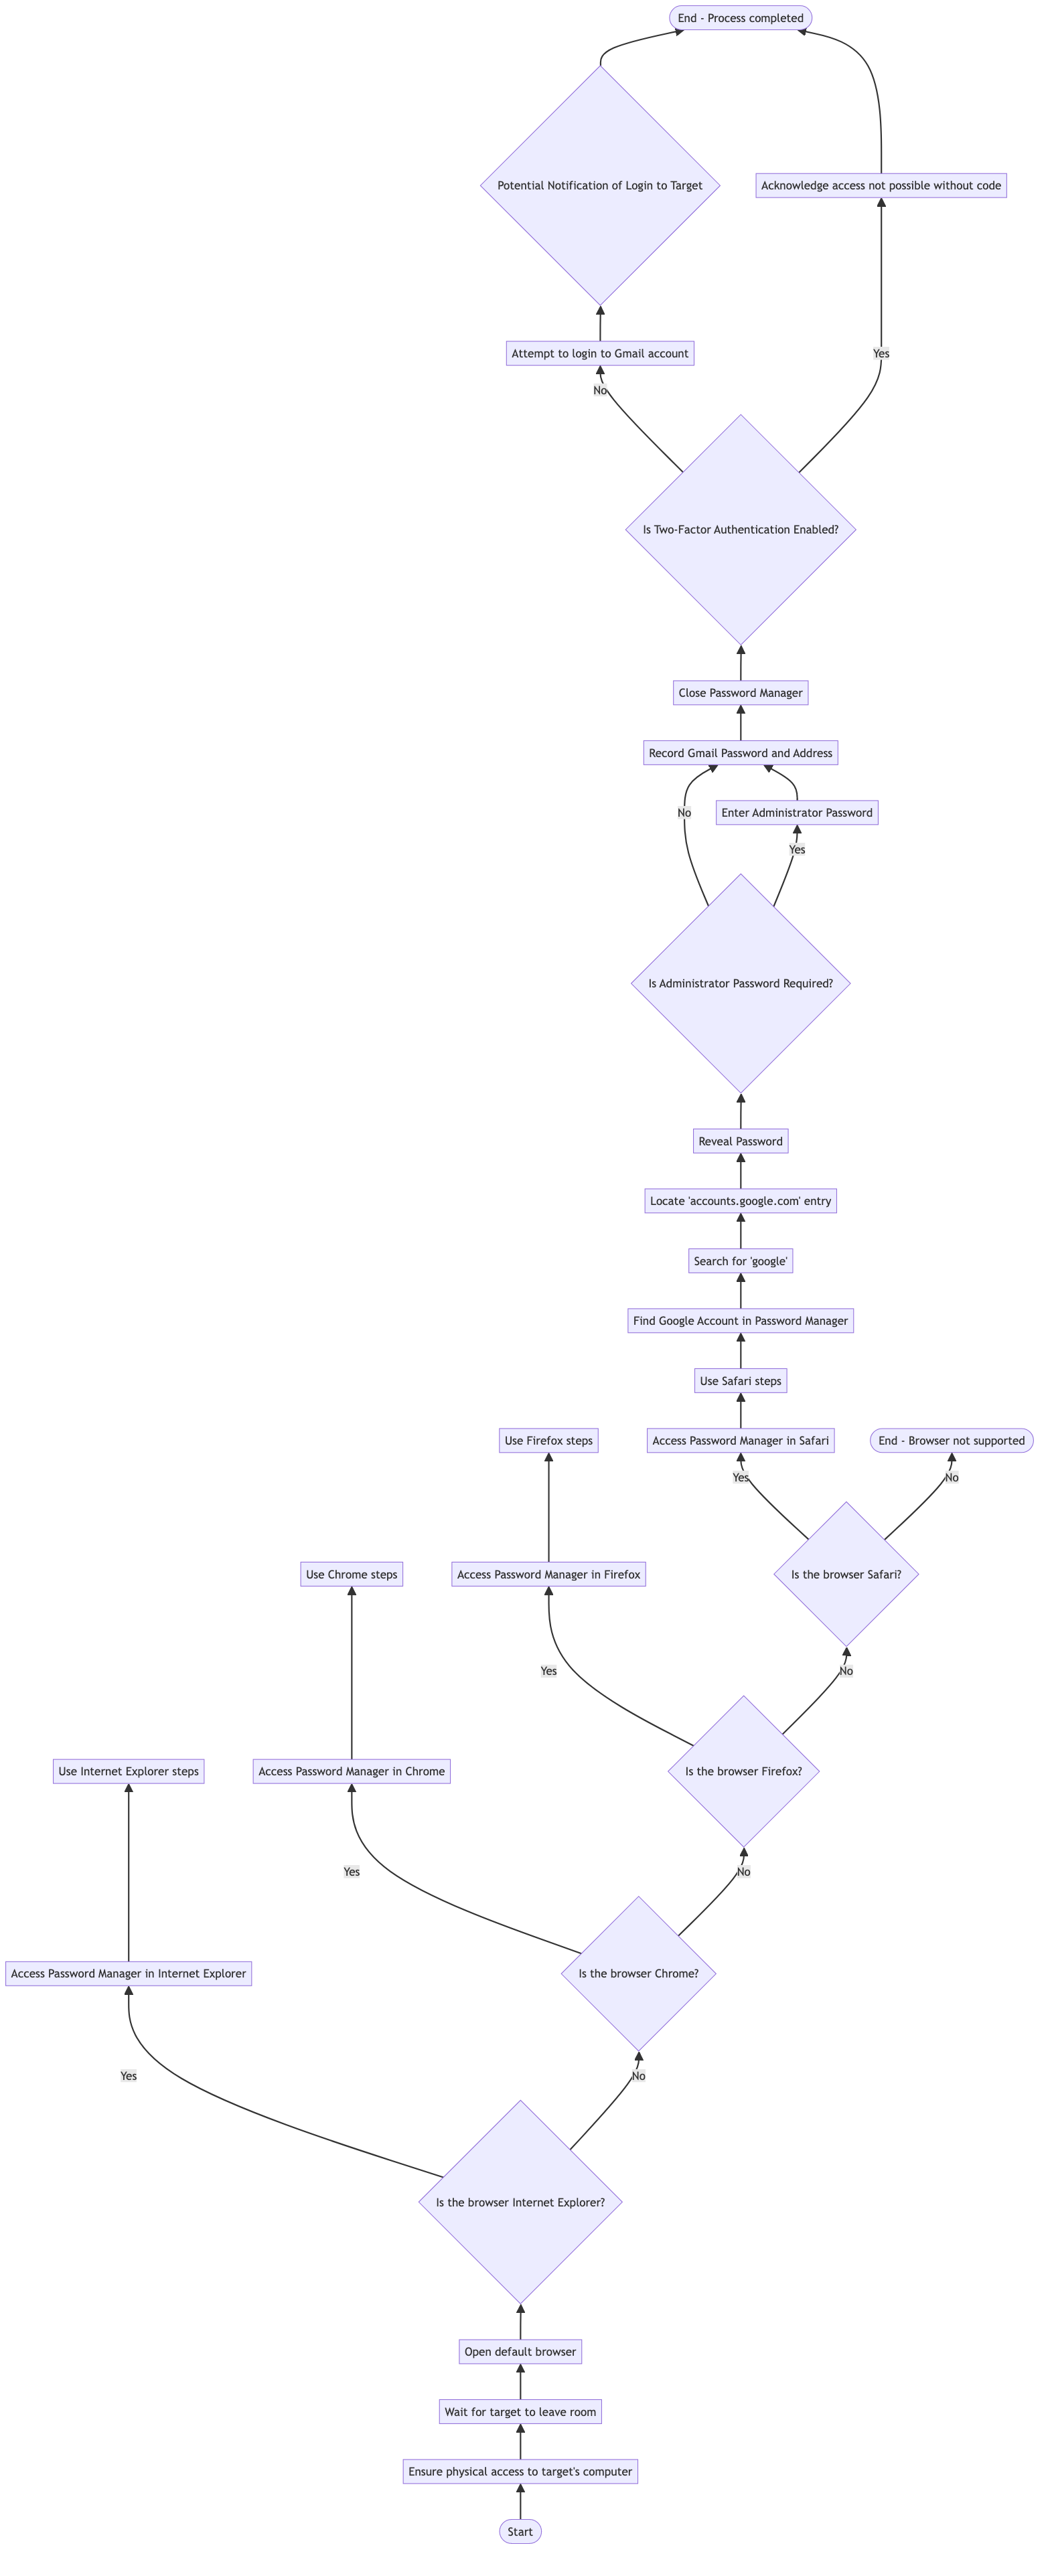 End - Process completed
Potential Notification of Login to Target
Acknowledge access not possible without code
Attempt to login to Gmail account
Yes
No
Is Two-Factor Authentication Enabled?
Close Password Manager
Record Gmail Password and Address
No
Enter Administrator Password
Yes
Is Administrator Password Required?
Reveal Password
Locate 'accounts.google.com' entry
Search for 'google'
Find Google Account in Password Manager
Use Safari steps
Use Firefox steps
Access Password Manager in Safari
End - Browser not supported
Yes
No
Use Chrome steps
Access Password Manager in Firefox
Is the browser Safari?
Yes
No
Use Internet Explorer steps
Access Password Manager in Chrome
Is the browser Firefox?
Yes
No
Access Password Manager in Internet Explorer
Is the browser Chrome?
Yes
No
Is the browser Internet Explorer?
Open default browser
Wait for target to leave room
Ensure physical access to target's computer
Start